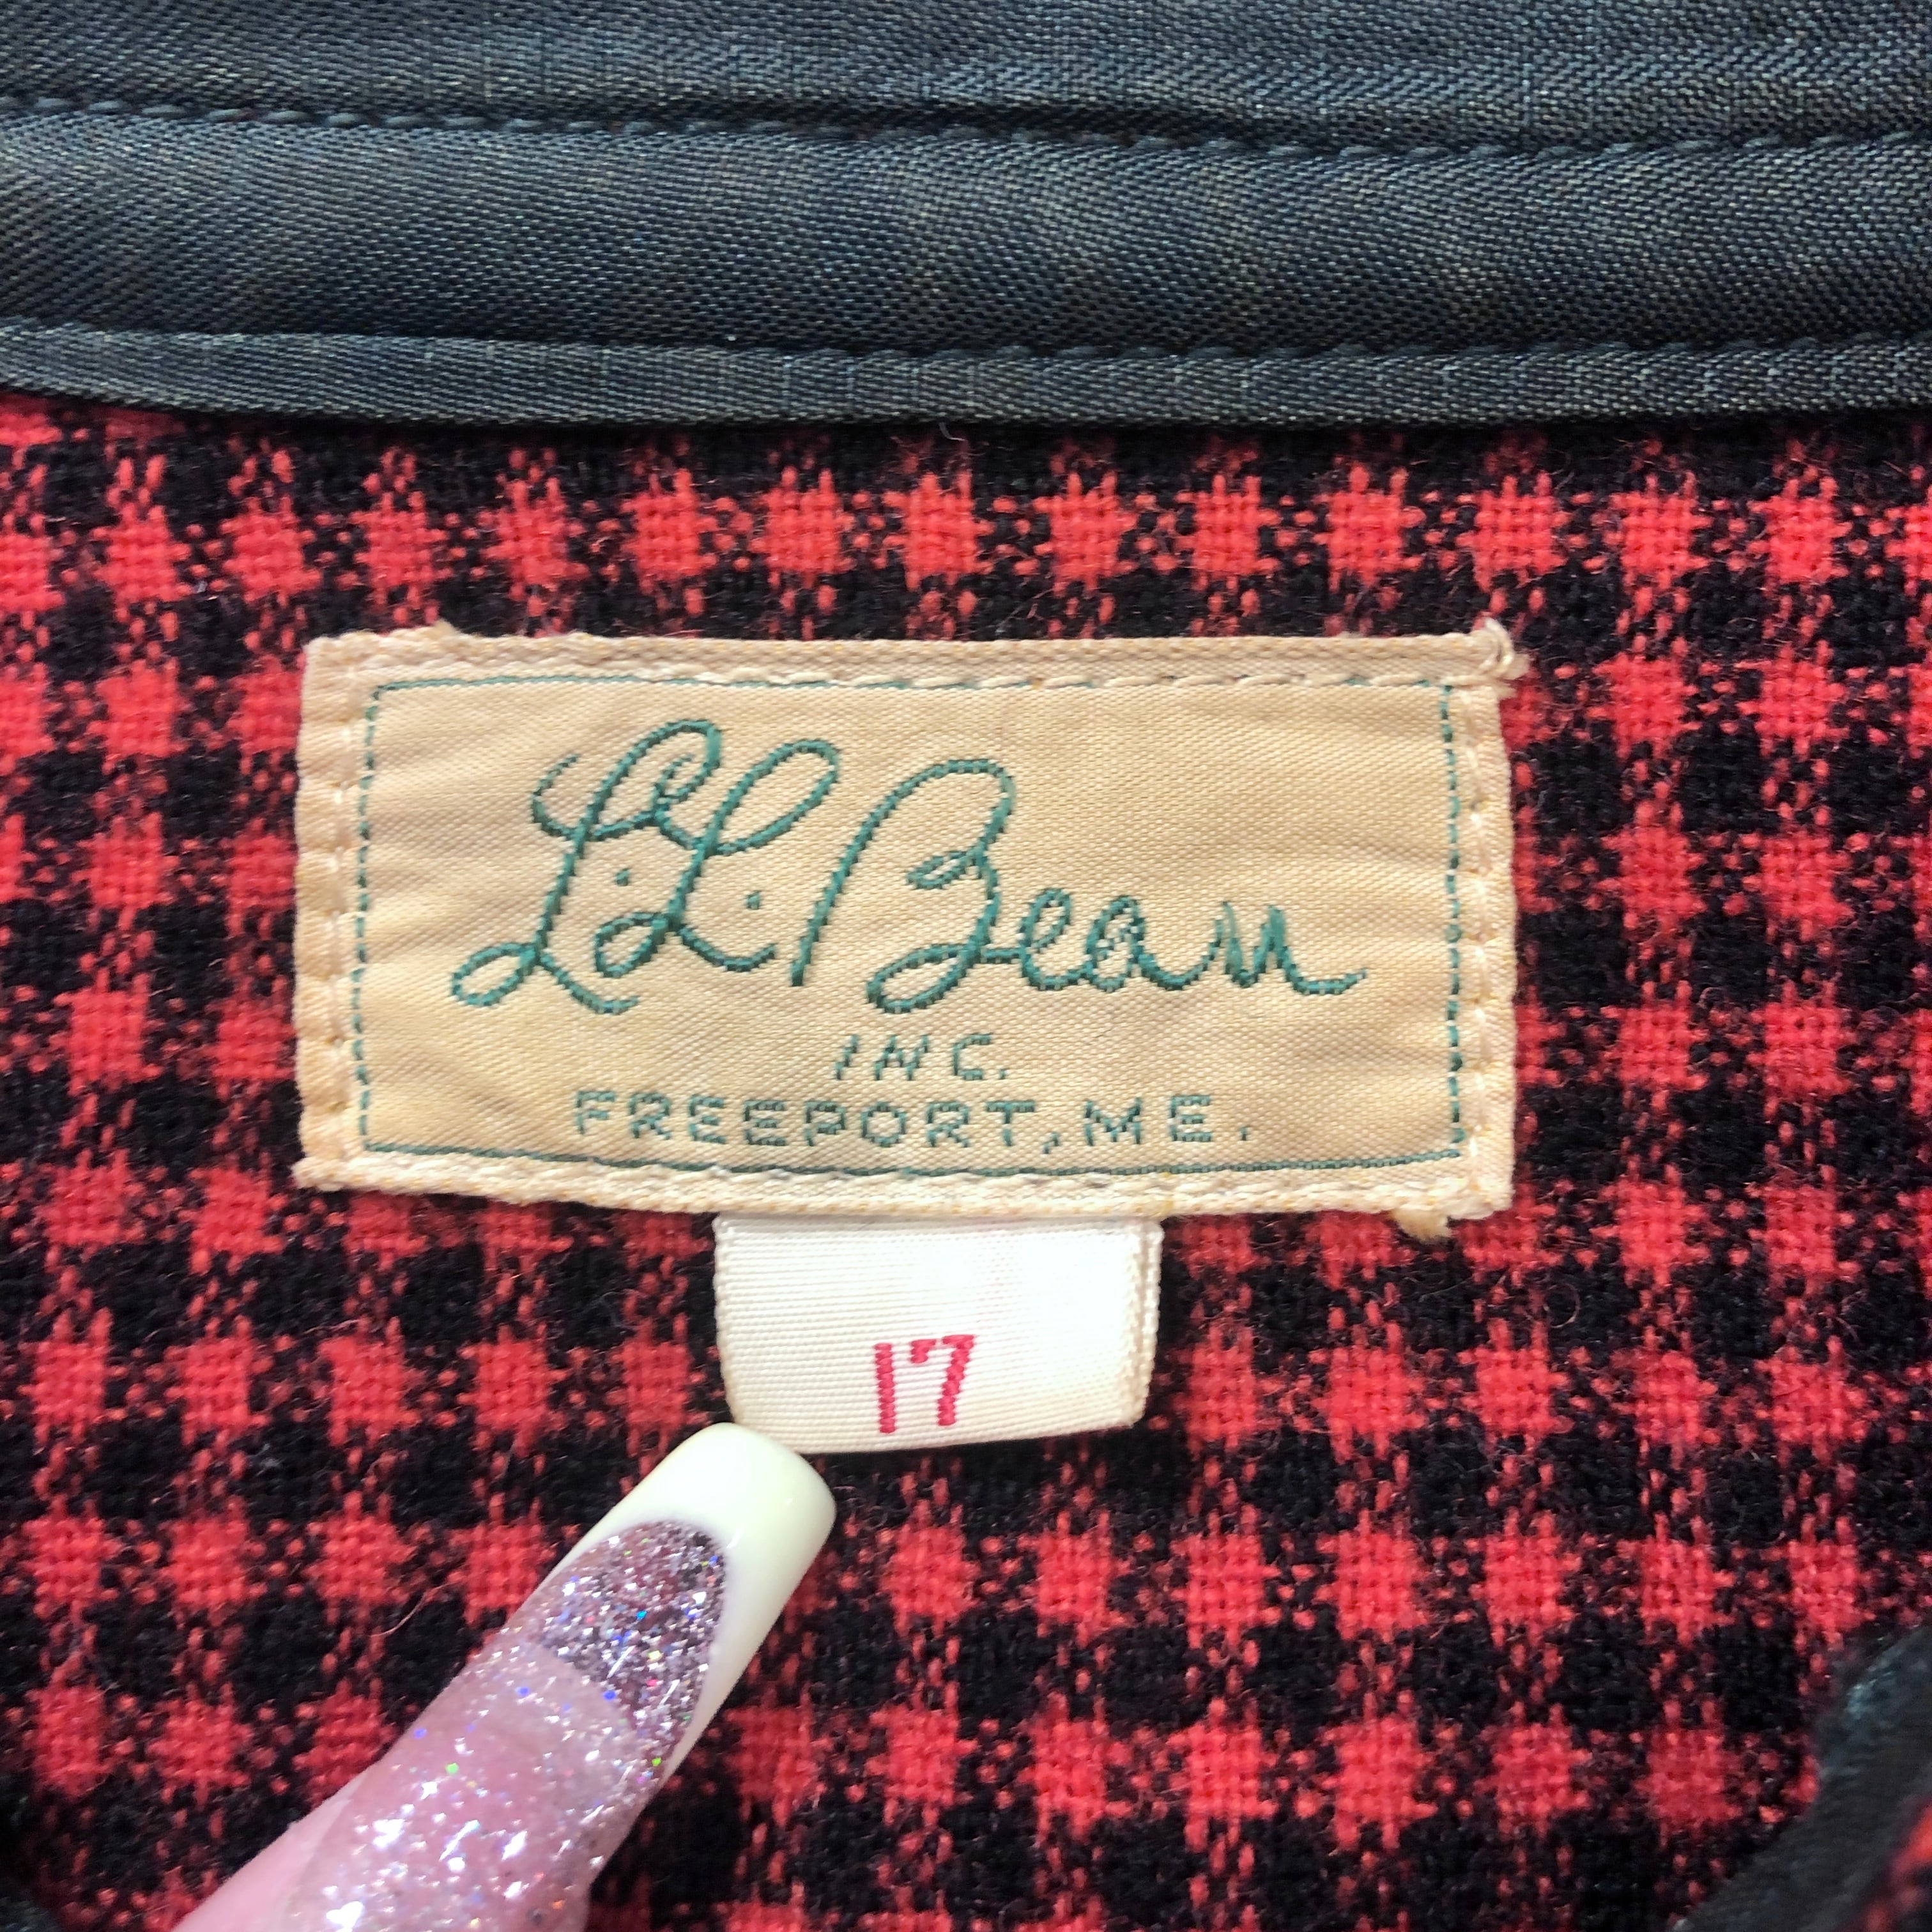 L.L. Bean
INC.
FREEPORT, ME.
17